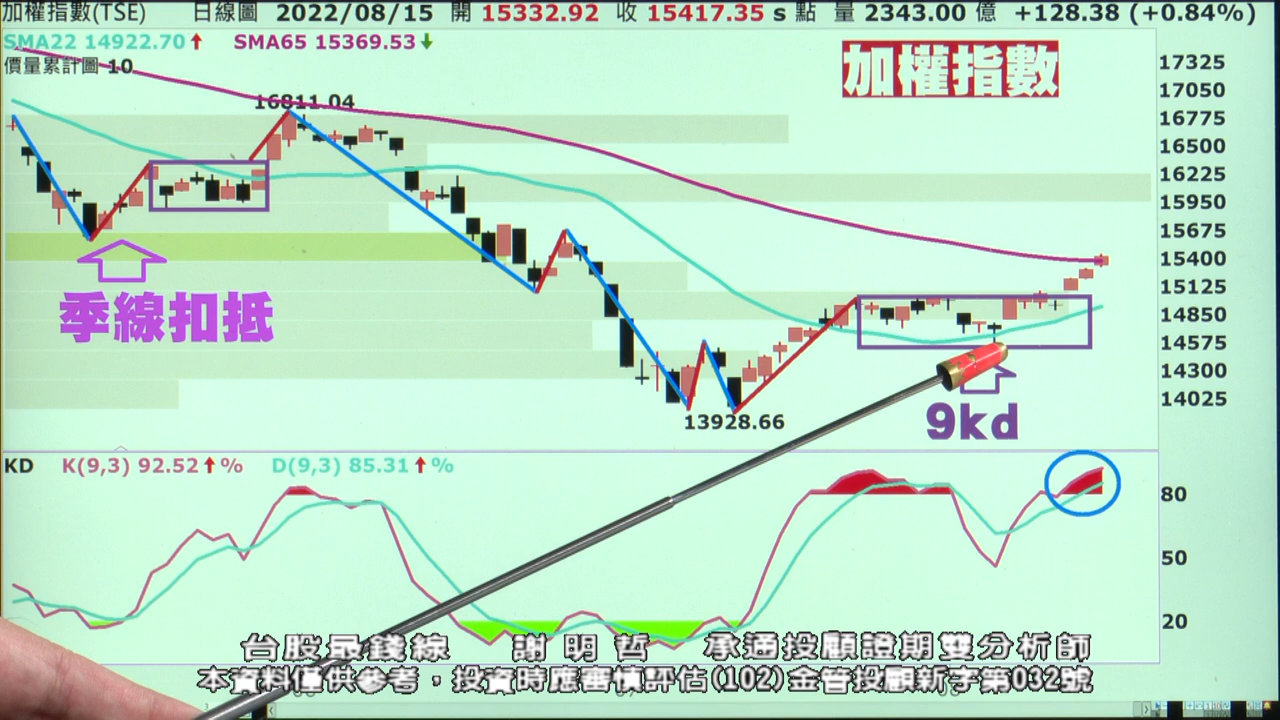 加權指數(TSE) 日線圖 2022/08/15 開 15332.92 收 15417.35 s 點 量 2343.00 億 +128.38 (+0.84%)
SMA22 14922.70↑ SMA65 15369.53↓
價量累計圖 10
加權指數
17325
17050
16811.04
16775
16500
16225
15950
15675
15400
15125
季線扣抵
14850
14575
14300
14025
9kd
13928.66
KD K(9,3) 92.52↑% D(9,3) 85.31↑%
80
50
20
台股最錢線 謝明哲 承通投顧證期雙分析師
本資料僅供參考，投資時應審慎評估(102)金管投顧新字第032號